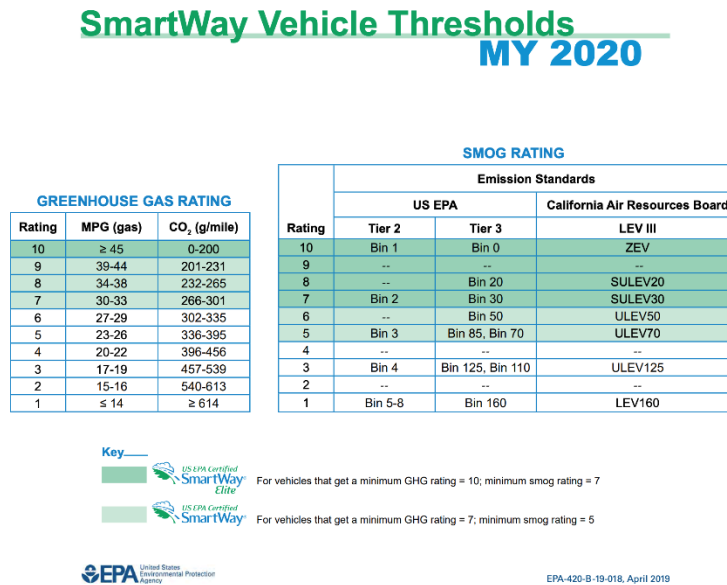 SmartWay Vehicle Thresholds
MY 2020
GREENHOUSE GAS RATING
Rating MPG (gas) CO2 (g/mile)
10 ≥ 45 0-200
9 39-44 201-231
8 34-38 232-265
7 30-33 266-301
6 27-29 302-335
5 23-26 336-395
4 20-22 396-456
3 17-19 457-539
2 15-16 540-613
1 ≤ 14 ≥ 614
SMOG RATING
Emission Standards
US EPA California Air Resources Board
Rating Tier 2 Tier 3 LEV III
10 Bin 1 Bin 0 ZEV
9 -- -- --
8 -- Bin 20 SULEV20
7 Bin 2 Bin 30 SULEV30
6 -- Bin 50 ULEV50
5 Bin 3 Bin 85, Bin 70 ULEV70
4 -- -- --
3 Bin 4 Bin 125, Bin 110 ULEV125
2 -- -- --
1 Bin 5-8 Bin 160 LEV160
Key
US EPA Certified
SmartWay
Elite
For vehicles that get a minimum GHG rating = 10; minimum smog rating = 7
US EPA Certified
SmartWay
For vehicles that get a minimum GHG rating = 7; minimum smog rating = 5
EPA
United States
Environmental Protection
Agency
EPA-420-B-19-018, April 2019